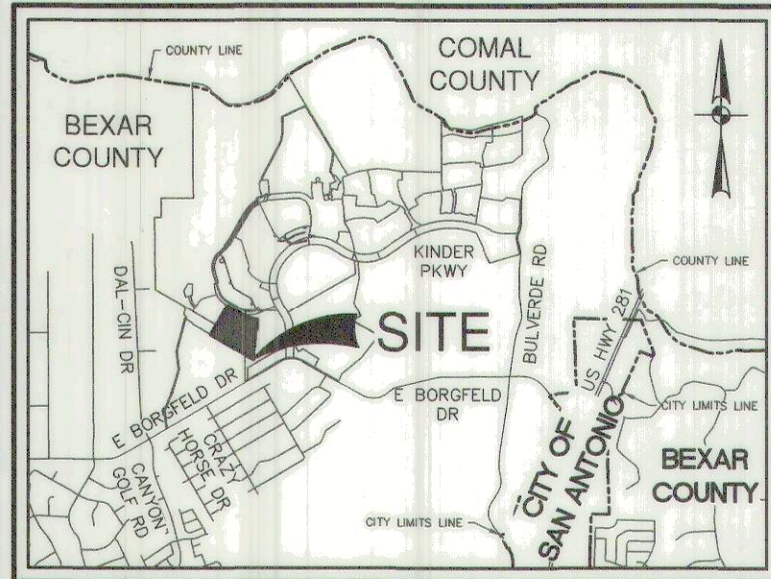 COUNTY LINE
COMAL
COUNTY
BEXAR
COUNTY
KINDER
PKWY
BULVERDE RD
COUNTY LINE
US HWY 281
DAL-CIN DR
SITE
E BORGFELD DR
E BORGFELD
DR
CITY LIMITS LINE
CITY OF
SAN ANTONIO
BEXAR
COUNTY
CRAZY
HORSE DR
CANYON
GOLF RD
CITY LIMITS LINE